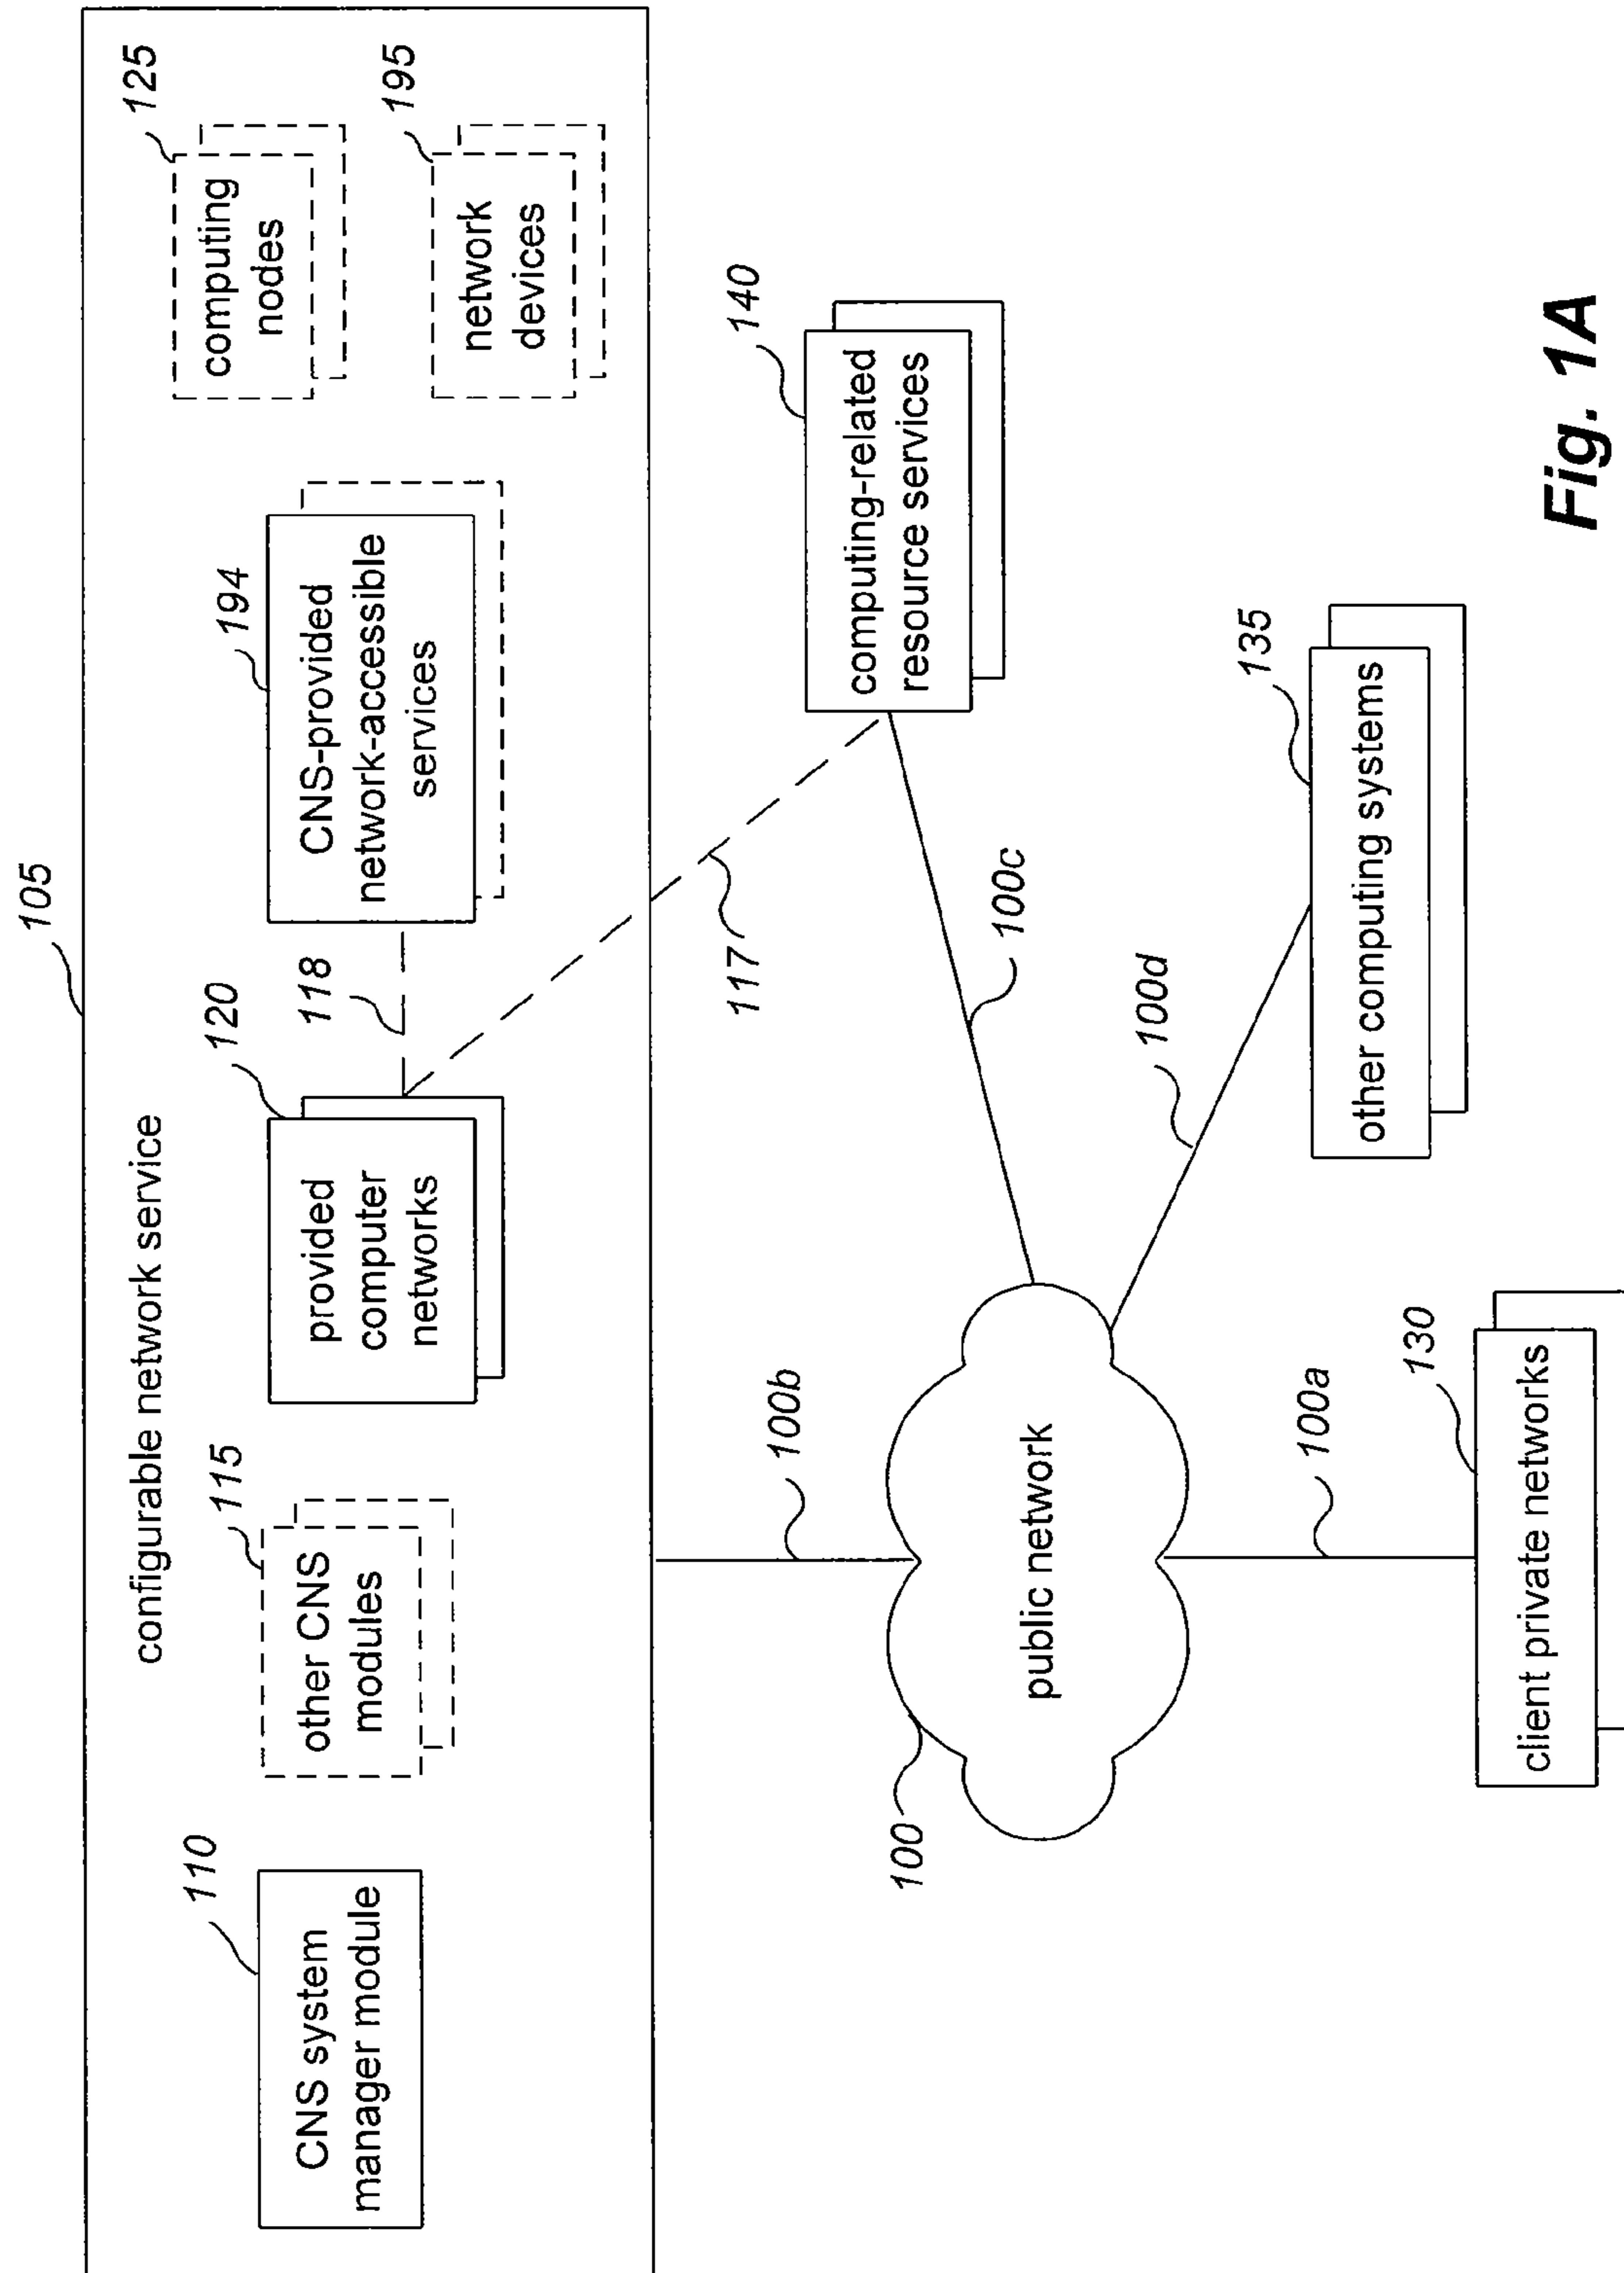 105
configurable network service
110
CNS system
manager module
115
other CNS
modules
120
provided
computer
networks
118
194
CNS-provided
network-accessible
services
125
computing
nodes
195
network
devices
117
100b
100
public network
100c
140
computing-related
resource services
100d
135
other computing systems
100a
130
client private networks
Fig. 1A